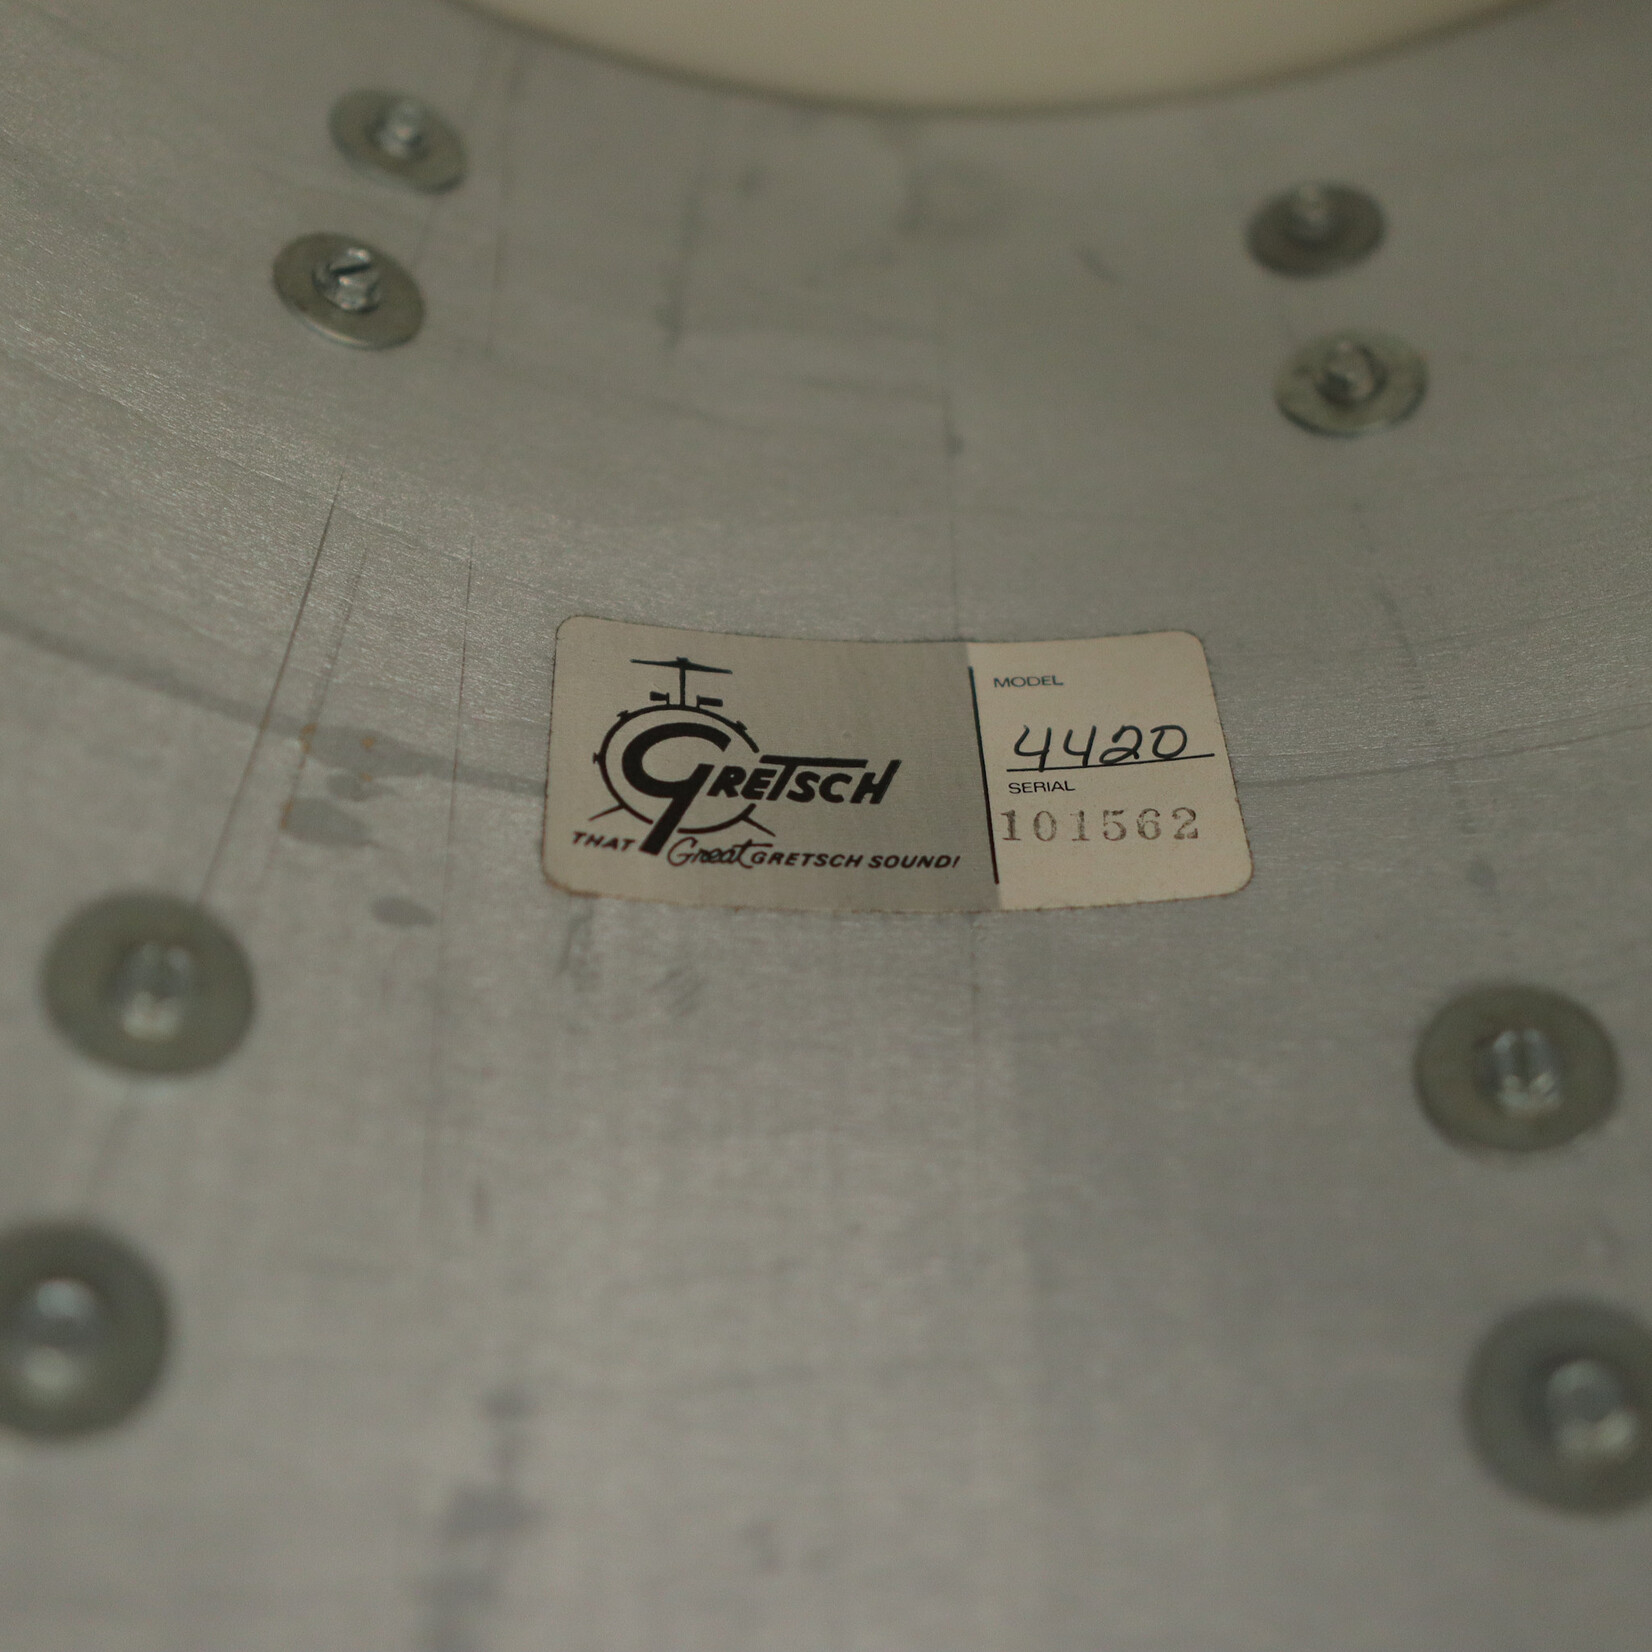 GRETSCH
THAT Great GRETSCH SOUND!
MODEL
4420
SERIAL
101562